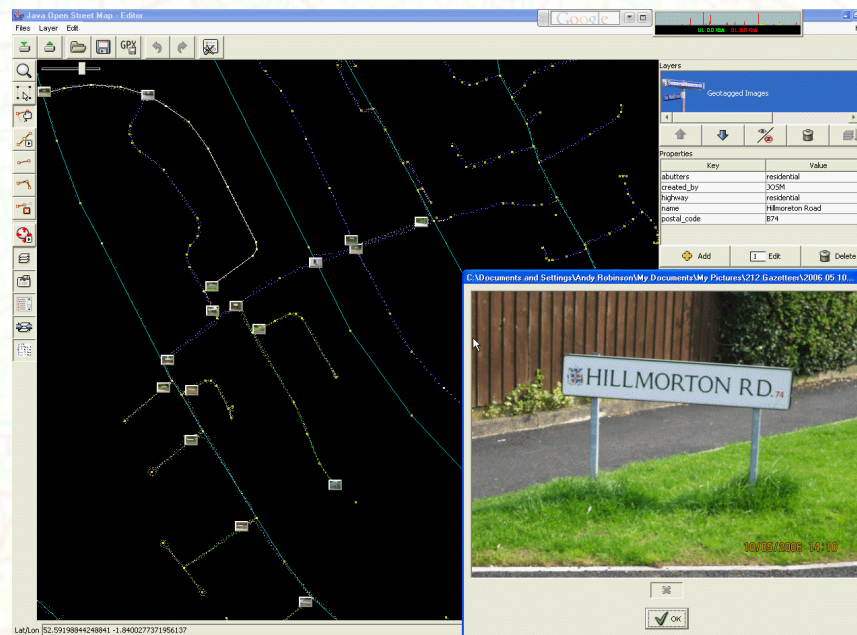 Java Open Street Map - Editor
Google
Files Layer Edit
GPX
Layers
Geotagged Images
Properties
Key Value
abutters residential
created_by JOSM
highway residential
name Hillmoreton Road
postal_code B74
Add Edit Delete
C:\Documents and Settings\Andy Robinson\My Documents\My Pictures\212 Gazetteer\2006 05 10...
HILLMORTON RD. 74
10/05/2006 14:10
OK
Lat/Lon 52.59198844248841 -1.8400277371956137